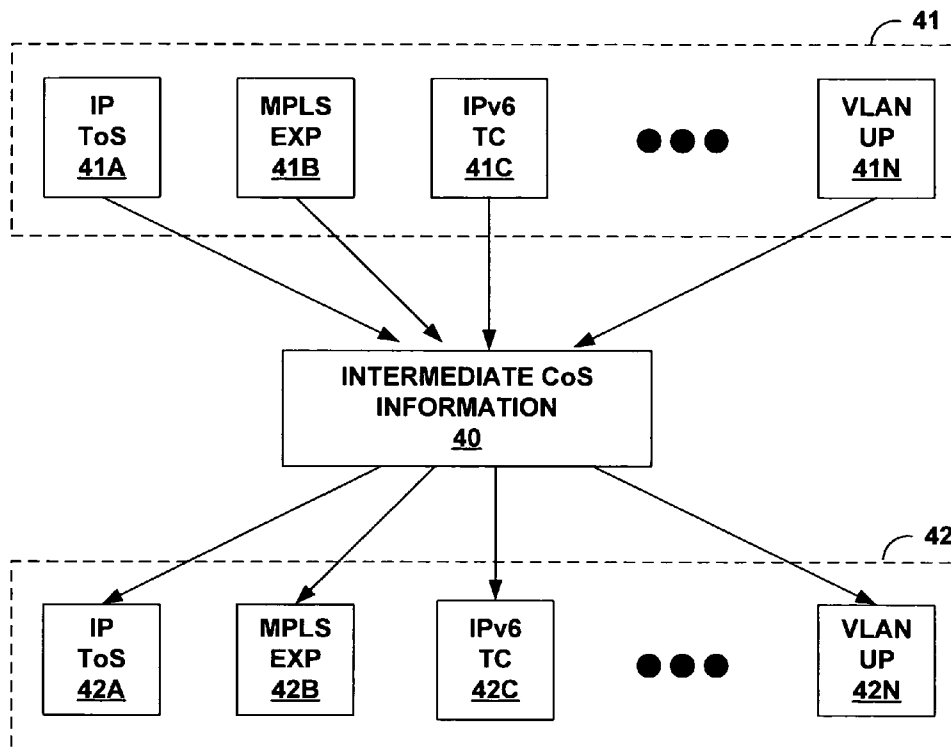 41
IP
ToS
41A
MPLS
EXP
41B
IPv6
TC
41C
VLAN
UP
41N
INTERMEDIATE CoS
INFORMATION
40
42
IP
ToS
42A
MPLS
EXP
42B
IPv6
TC
42C
VLAN
UP
42N